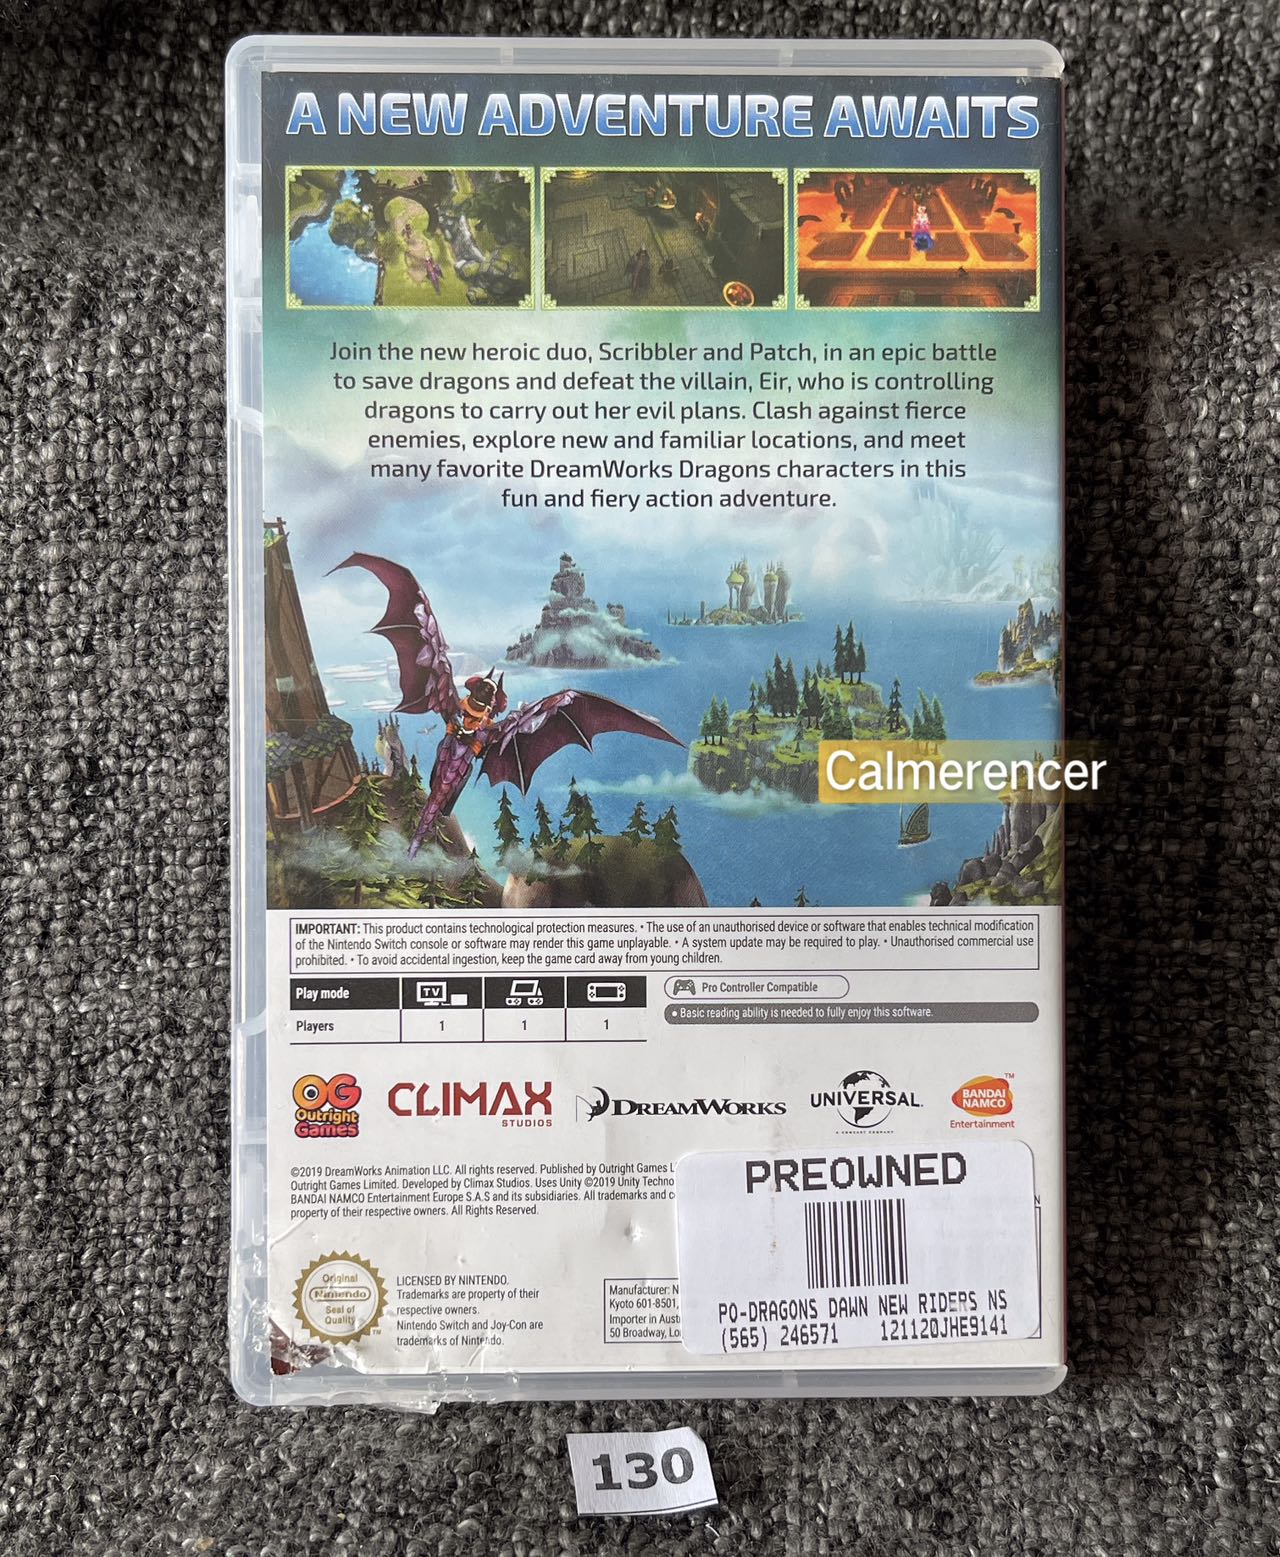 A NEW ADVENTURE AWAITS
Join the new heroic duo, Scribbler and Patch, in an epic battle
to save dragons and defeat the villain, Eir, who is controlling
dragons to carry out her evil plans. Clash against fierce
enemies, explore new and familiar locations, and meet
many favorite DreamWorks Dragons characters in this
fun and fiery action adventure.
Calmerencer
IMPORTANT: This product contains technological protection measures. • The use of an unauthorised device or software that enables technical modification
of the Nintendo Switch console or software may render this game unplayable. • A system update may be required to play. • Unauthorised commercial use
prohibited. • To avoid accidental ingestion, keep the game card away from young children.
Play mode TV
Players 1 1 1
Pro Controller Compatible
• Basic reading ability is needed to fully enjoy this software.
OG
Outright
Games
CLIMAX
STUDIOS
DREAMWORKS
UNIVERSAL
A COMCAST COMPANY
BANDAI
NAMCO
Entertainment
TM
©2019 DreamWorks Animation LLC. All rights reserved. Published by Outright Games L
Outright Games Limited. Developed by Climax Studios. Uses Unity ©2019 Unity Techno
BANDAI NAMCO Entertainment Europe S.A.S and its subsidiaries. All trademarks and c
property of their respective owners. All Rights Reserved.
Original
Nintendo
Seal of
Quality
TM
LICENSED BY NINTENDO.
Trademarks are property of their
respective owners.
Nintendo Switch and Joy-Con are
trademarks of Nintendo.
Manufacturer: N
Kyoto 601-8501,
Importer in Aust
50 Broadway, Lo
N
PREOWNED
PO-DRAGONS DAWN NEW RIDERS NS
(565) 246571 121120JHE9141
130